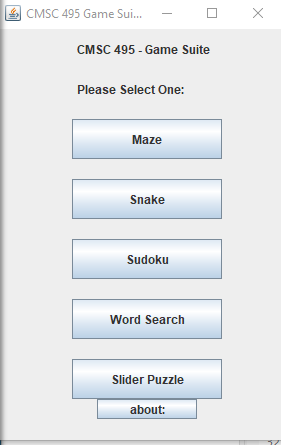 CMSC 495 Game Sui...
CMSC 495 - Game Suite
Please Select One:
Maze
Snake
Sudoku
Word Search
Slider Puzzle
about: